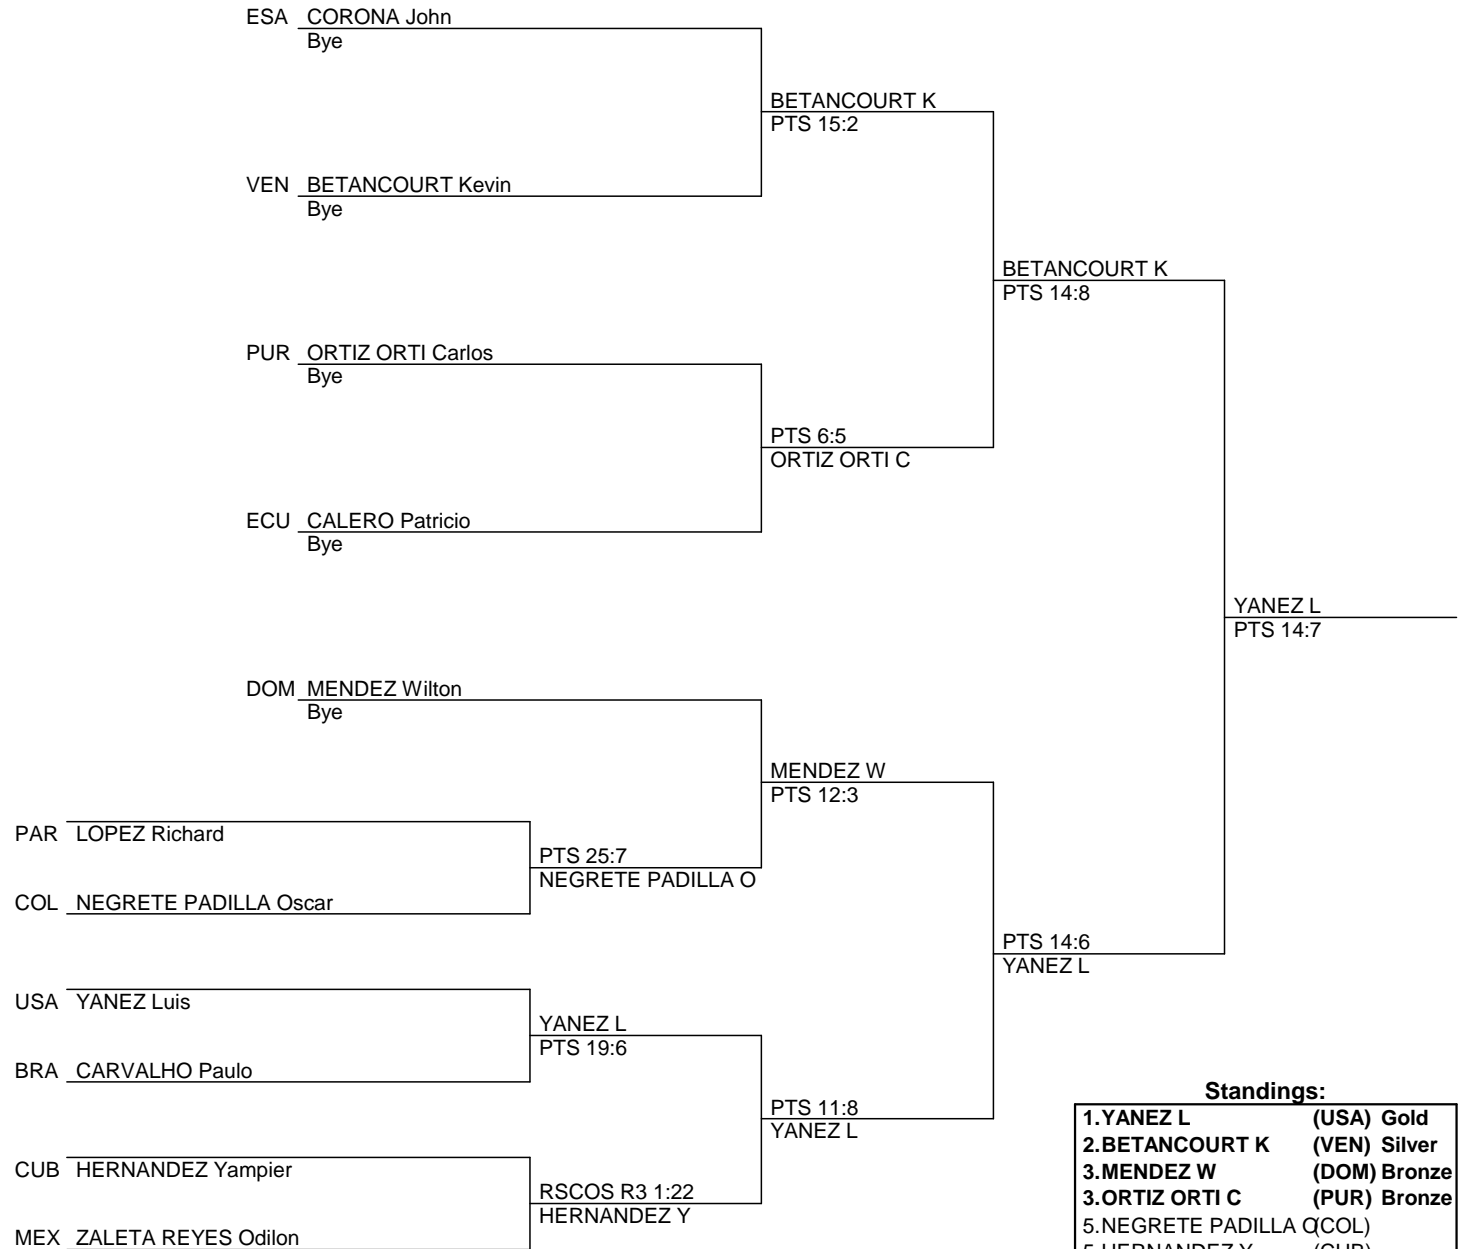 ESA CORONA John
Bye
BETANCOURT K
PTS 15:2
VEN BETANCOURT Kevin
Bye
BETANCOURT K
PTS 14:8
PUR ORTIZ ORTI Carlos
Bye
PTS 6:5
ORTIZ ORTI C
ECU CALERO Patricio
Bye
YANEZ L
PTS 14:7
DOM MENDEZ Wilton
Bye
MENDEZ W
PTS 12:3
PAR LOPEZ Richard
PTS 25:7
NEGRETE PADILLA O
COL NEGRETE PADILLA Oscar
PTS 14:6
YANEZ L
USA YANEZ Luis
YANEZ L
PTS 19:6
BRA CARVALHO Paulo
PTS 11:8
YANEZ L
CUB HERNANDEZ Yampier
RSCOS R3 1:22
HERNANDEZ Y
MEX ZALETA REYES Odilon
Standings:
1.YANEZ L (USA) Gold
2.BETANCOURT K (VEN) Silver
3.MENDEZ W (DOM) Bronze
3.ORTIZ ORTI C (PUR) Bronze
5.NEGRETE PADILLA O(COL)
5.HERNANDEZ Y (CUB)